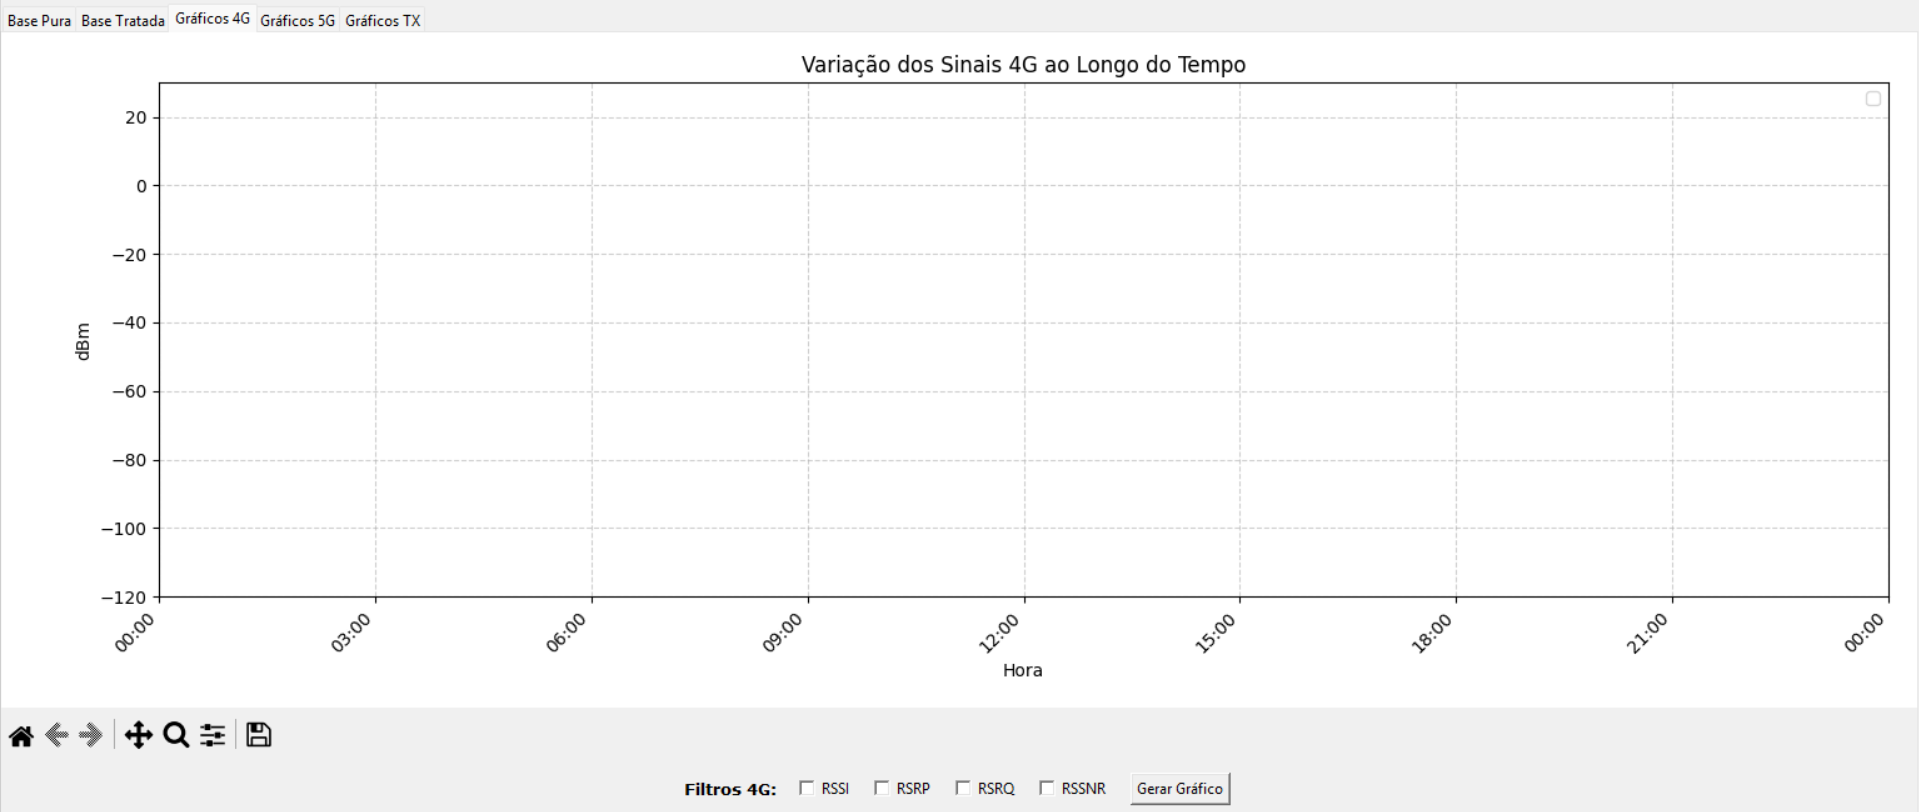 Base Pura Base Tratada Gráficos 4G Gráficos 5G Gráficos TX
Variação dos Sinais 4G ao Longo do Tempo
20
0
−20
−40
−60
−80
−100
−120
dBm
00:00 03:00 06:00 09:00 12:00 15:00 18:00 21:00 00:00
Hora
Filtros 4G: RSSI RSRP RSRQ RSSNR Gerar Gráfico